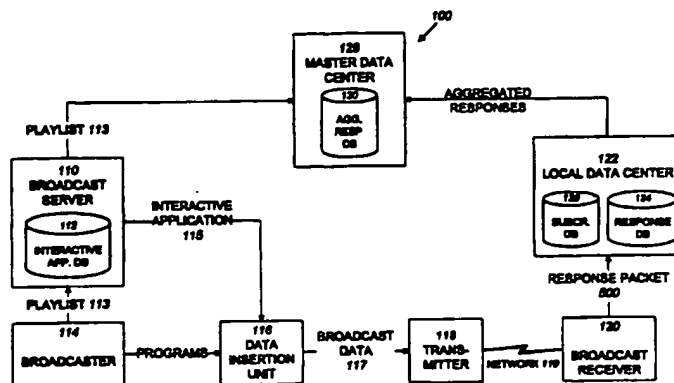 100
128
MASTER DATA
CENTER
130
AGG.
RESP
DB
AGGREGATED
RESPONSES
PLAYLIST 113
110
BROADCAST
SERVER
112
INTERACTIVE
APP. DB
INTERACTIVE
APPLICATION
115
122
LOCAL DATA CENTER
SUBCR.
DB
124
RESPONSE
DB
PLAYLIST 113
RESPONSE PACKET
500
114
BROADCASTER
PROGRAMS
116
DATA
INSERTION
UNIT
BROADCAST
DATA
117
118
TRANS-
MITTER
NETWORK 119
120
BROADCAST
RECEIVER